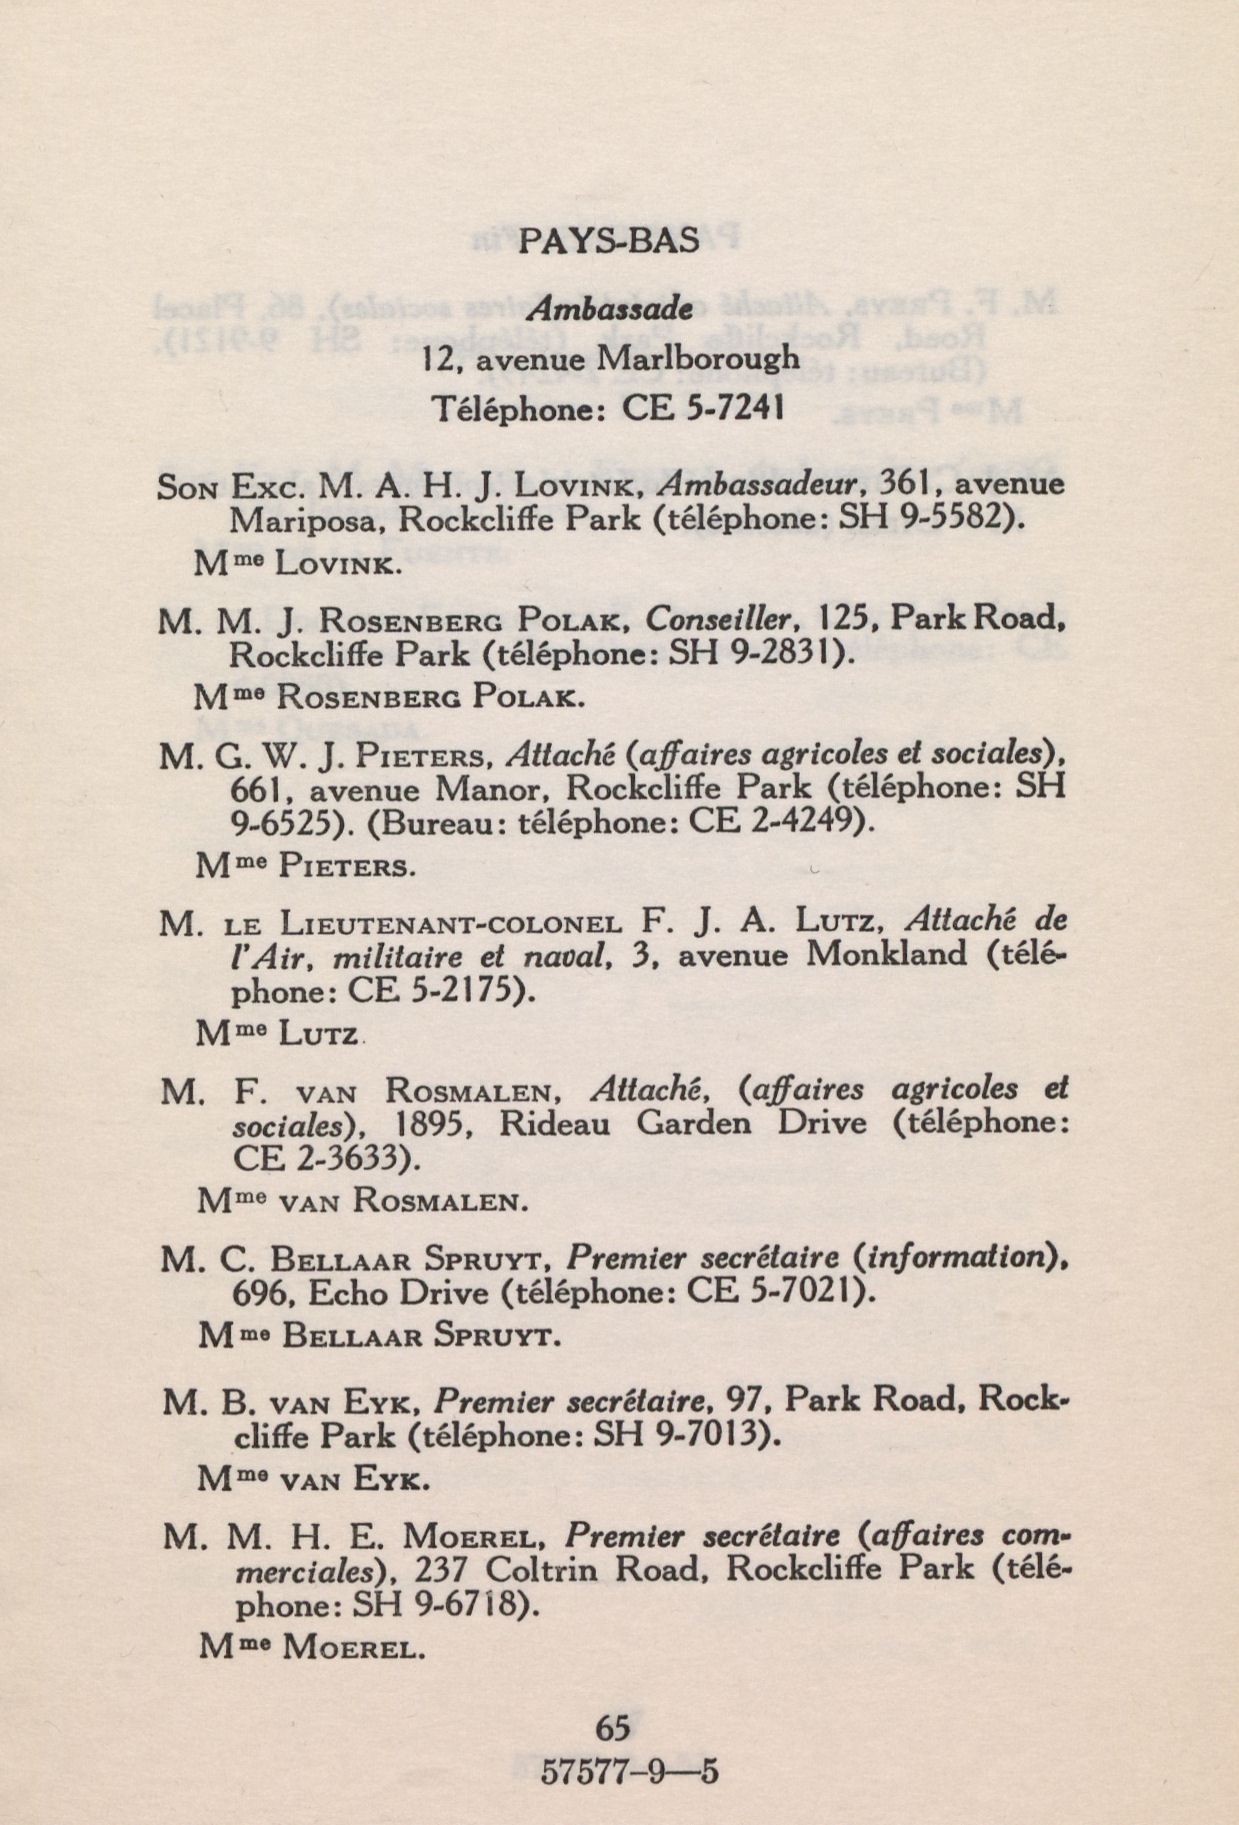 PAYS-BAS
Ambassade
12, avenue Marlborough
Téléphone: CE 5-7241
Son Exc. M. A. H. J. Lovink, Ambassadeur, 361, avenue
Mariposa, Rockcliffe Park (téléphone: SH 9-5582).
Mme Lovink.
M. M. J. Rosenberg Polak, Conseiller, 125, Park Road,
Rockcliffe Park (téléphone: SH 9-2831).
Mme Rosenberg Polak.
M. G. W. J. Pieters, Attaché (affaires agricoles et sociales),
661, avenue Manor, Rockcliffe Park (téléphone: SH
9-6525). (Bureau: téléphone: CE 2-4249).
Mme Pieters.
M. le Lieutenant-colonel F. J. A. Lutz, Attaché de
l'Air, militaire et naval, 3, avenue Monkland (télé-
phone: CE 5-2175).
Mme Lutz.
M. F. van Rosmalen, Attaché, (affaires agricoles et
sociales), 1895, Rideau Garden Drive (téléphone:
CE 2-3633).
Mme van Rosmalen.
M. C. Bellaar Spruyt, Premier secrétaire (information),
696, Echo Drive (téléphone: CE 5-7021).
Mme Bellaar Spruyt.
M. B. van Eyk, Premier secrétaire, 97, Park Road, Rock-
cliffe Park (téléphone: SH 9-7013).
Mme van Eyk.
M. M. H. E. Moerel, Premier secrétaire (affaires com-
merciales), 237 Coltrin Road, Rockcliffe Park (télé-
phone: SH 9-6718).
Mme Moerel.
65
57577-9—5